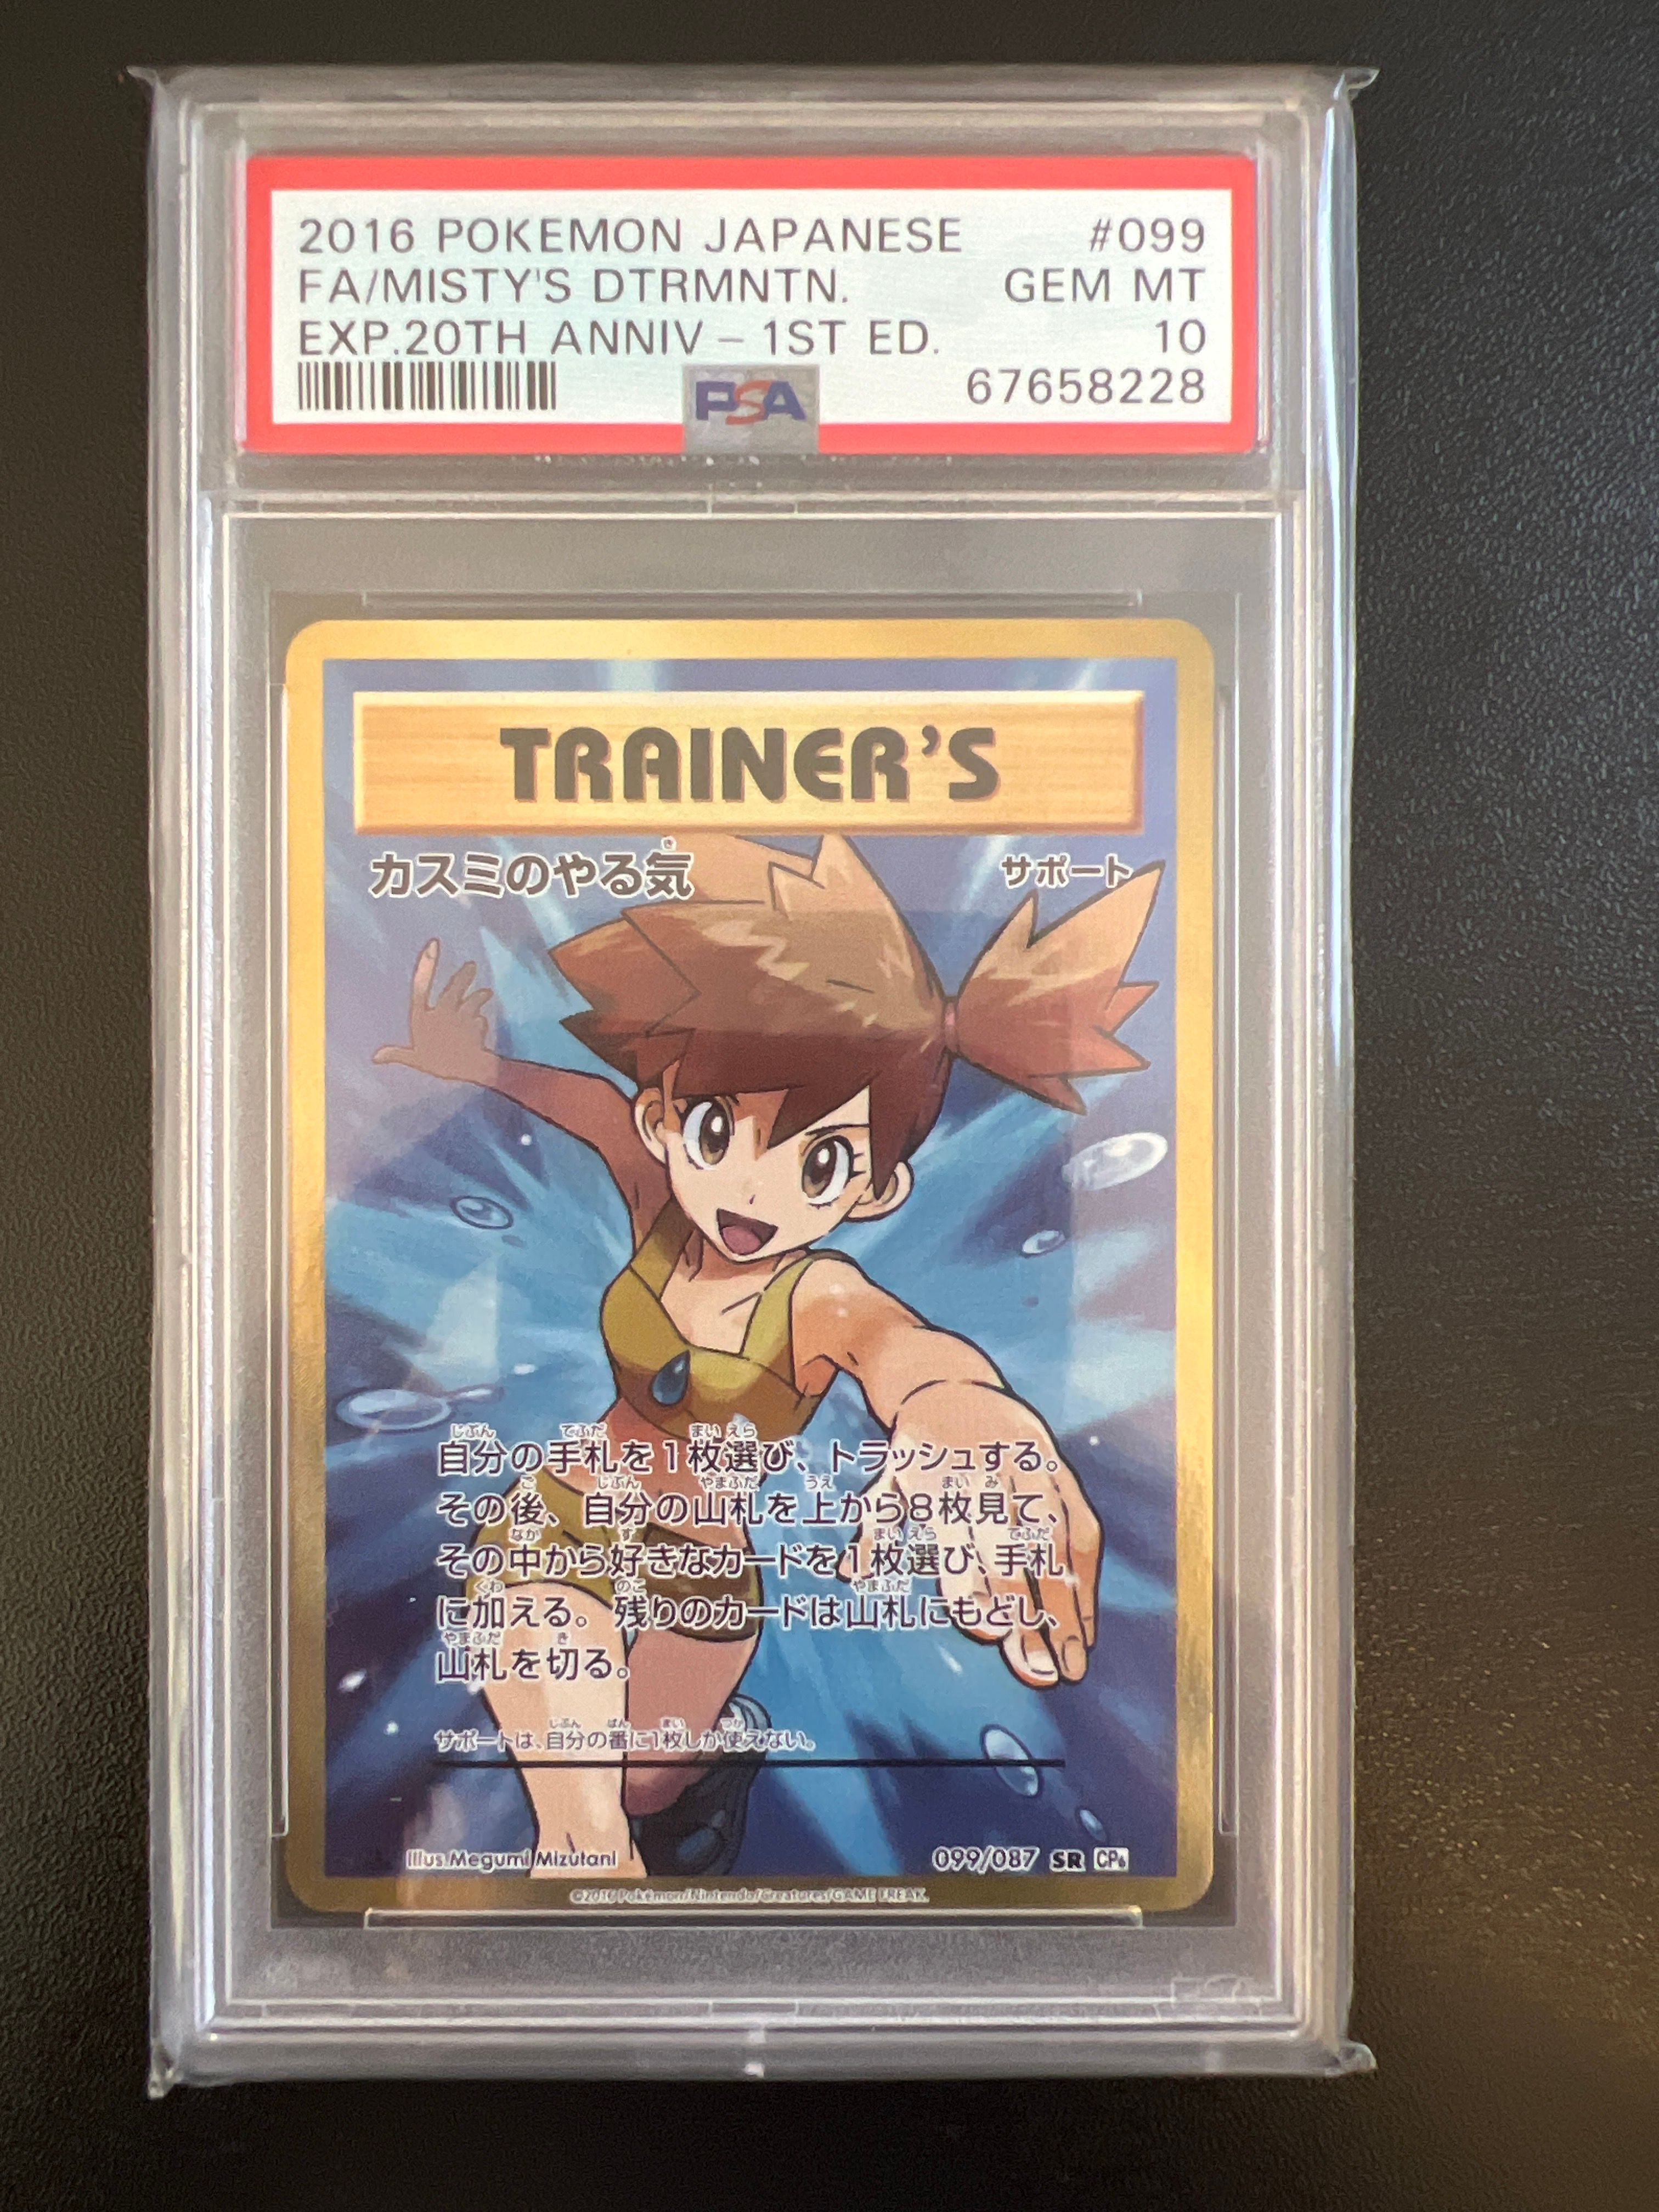 2016 POKEMON JAPANESE #099
FA/MISTY'S DTRMNTN. GEM MT
EXP.20TH ANNIV – 1ST ED. 10
PSA 67658228
TRAINER'S
カスミのやる気 サポート
自分の手札を1枚選び、トラッシュする。
その後、自分の山札を上から8枚見て、
その中から好きなカードを1枚選び、手札
に加える。残りのカードは山札にもどし、
山札を切る。
サポートは、自分の番に1枚しか使えない。
Illus.Megumi Mizutani 099/087 SR CP6
©2016 Pokémon/Nintendo/Creatures/GAME FREAK.